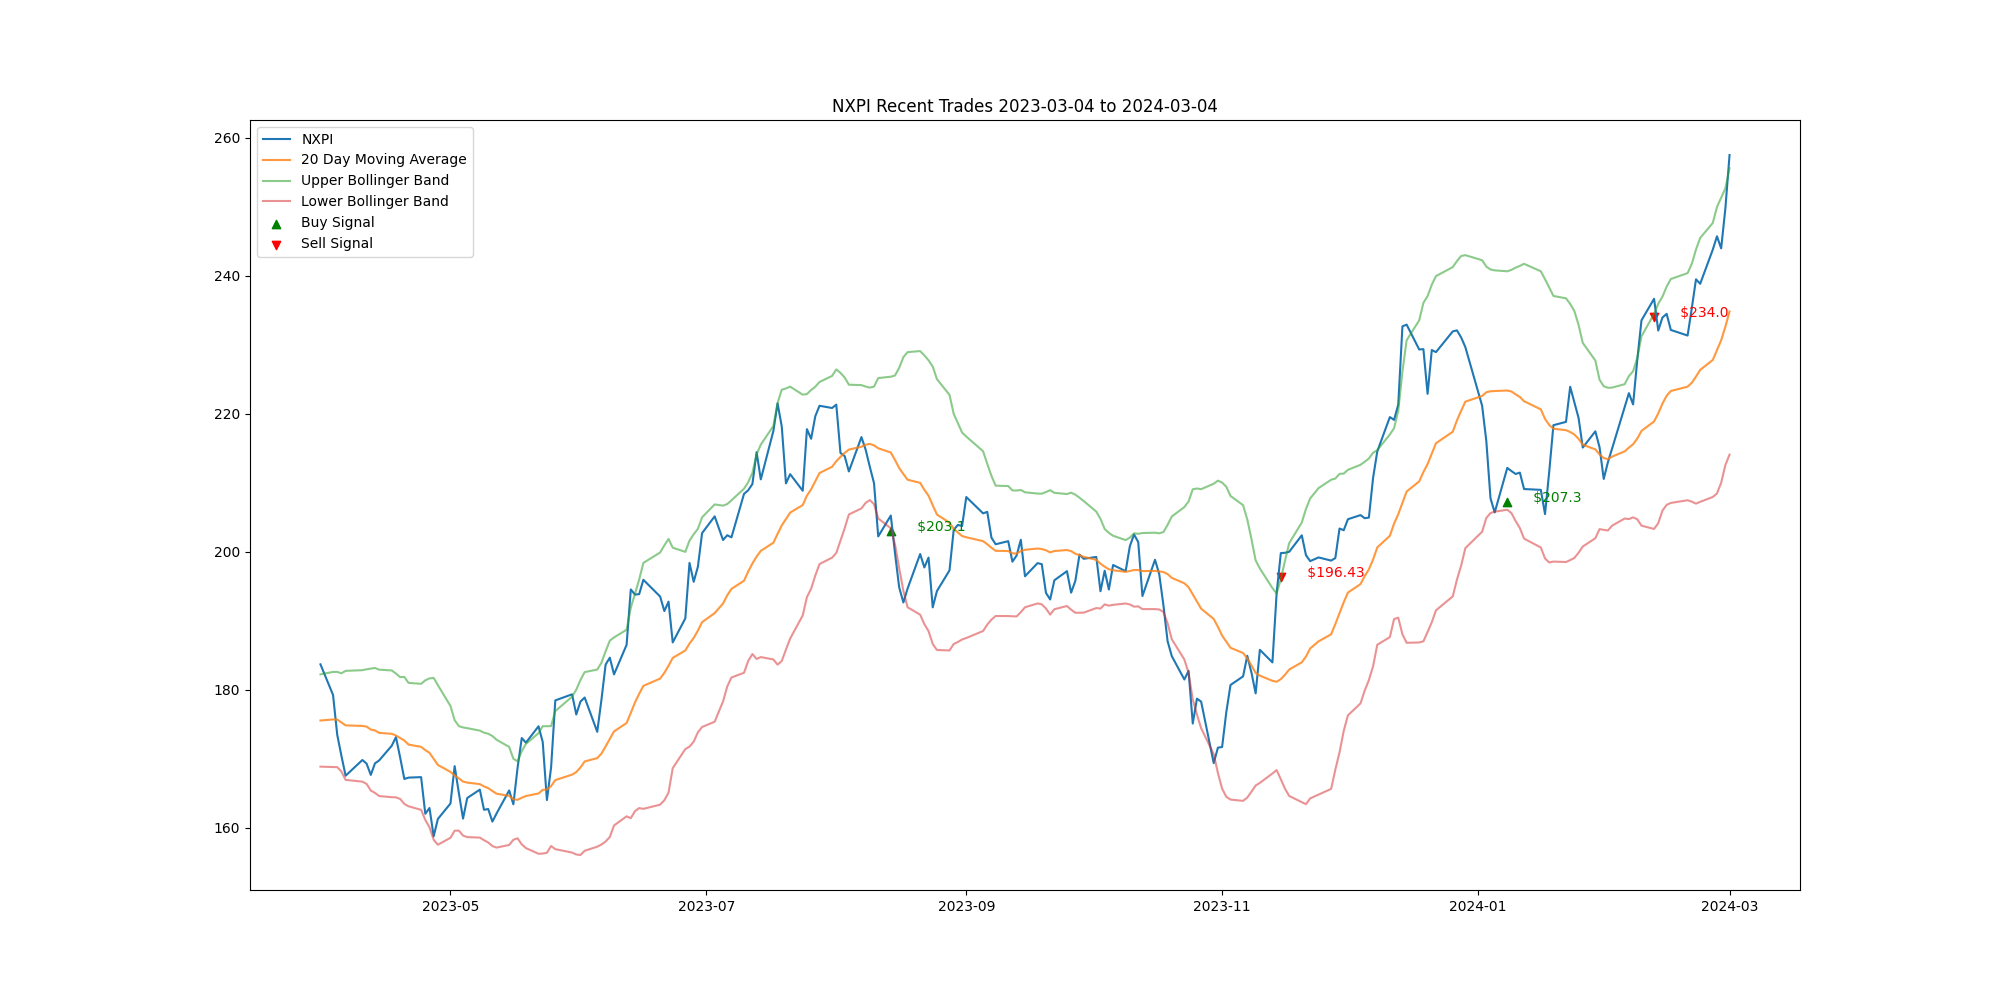 NXPI Recent Trades 2023-03-04 to 2024-03-04
NXPI
20 Day Moving Average
Upper Bollinger Band
Lower Bollinger Band
Buy Signal
Sell Signal
260
240
220
200
180
160
$203.1
$196.43
$207.3
$234.0
2023-05
2023-07
2023-09
2023-11
2024-01
2024-03